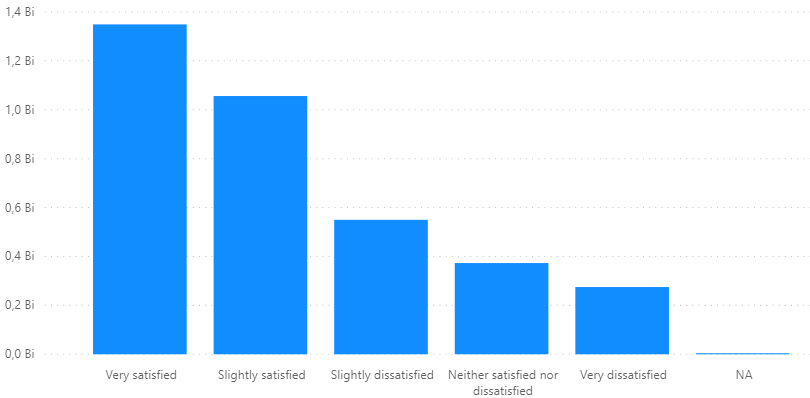 1,4 Bi
1,2 Bi
1,0 Bi
0,8 Bi
0,6 Bi
0,4 Bi
0,2 Bi
0,0 Bi
Very satisfied
Slightly satisfied
Slightly dissatisfied
Neither satisfied nor
dissatisfied
Very dissatisfied
NA